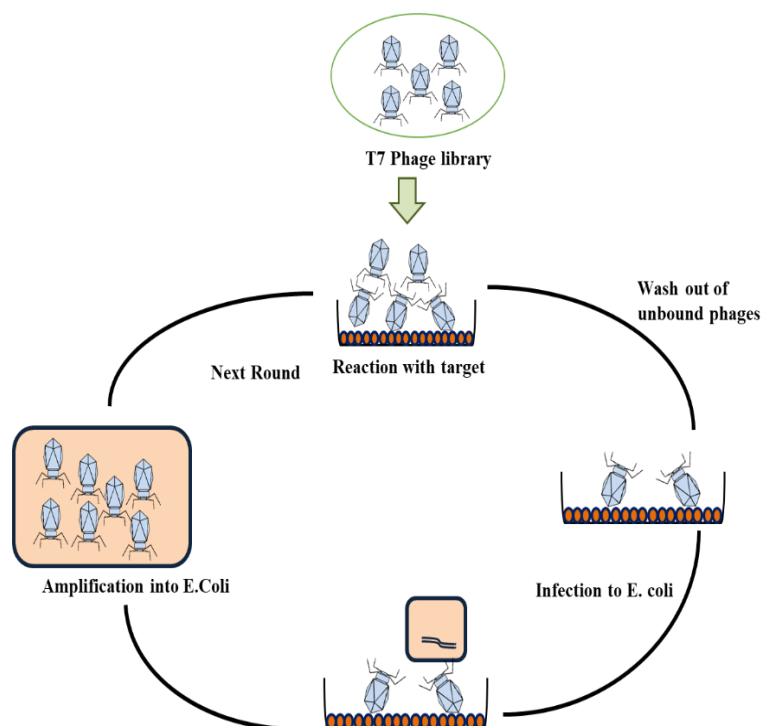 T7 Phage library
Wash out of
unbound phages
Next Round
Reaction with target
Amplification into E.Coli
Infection to E. coli